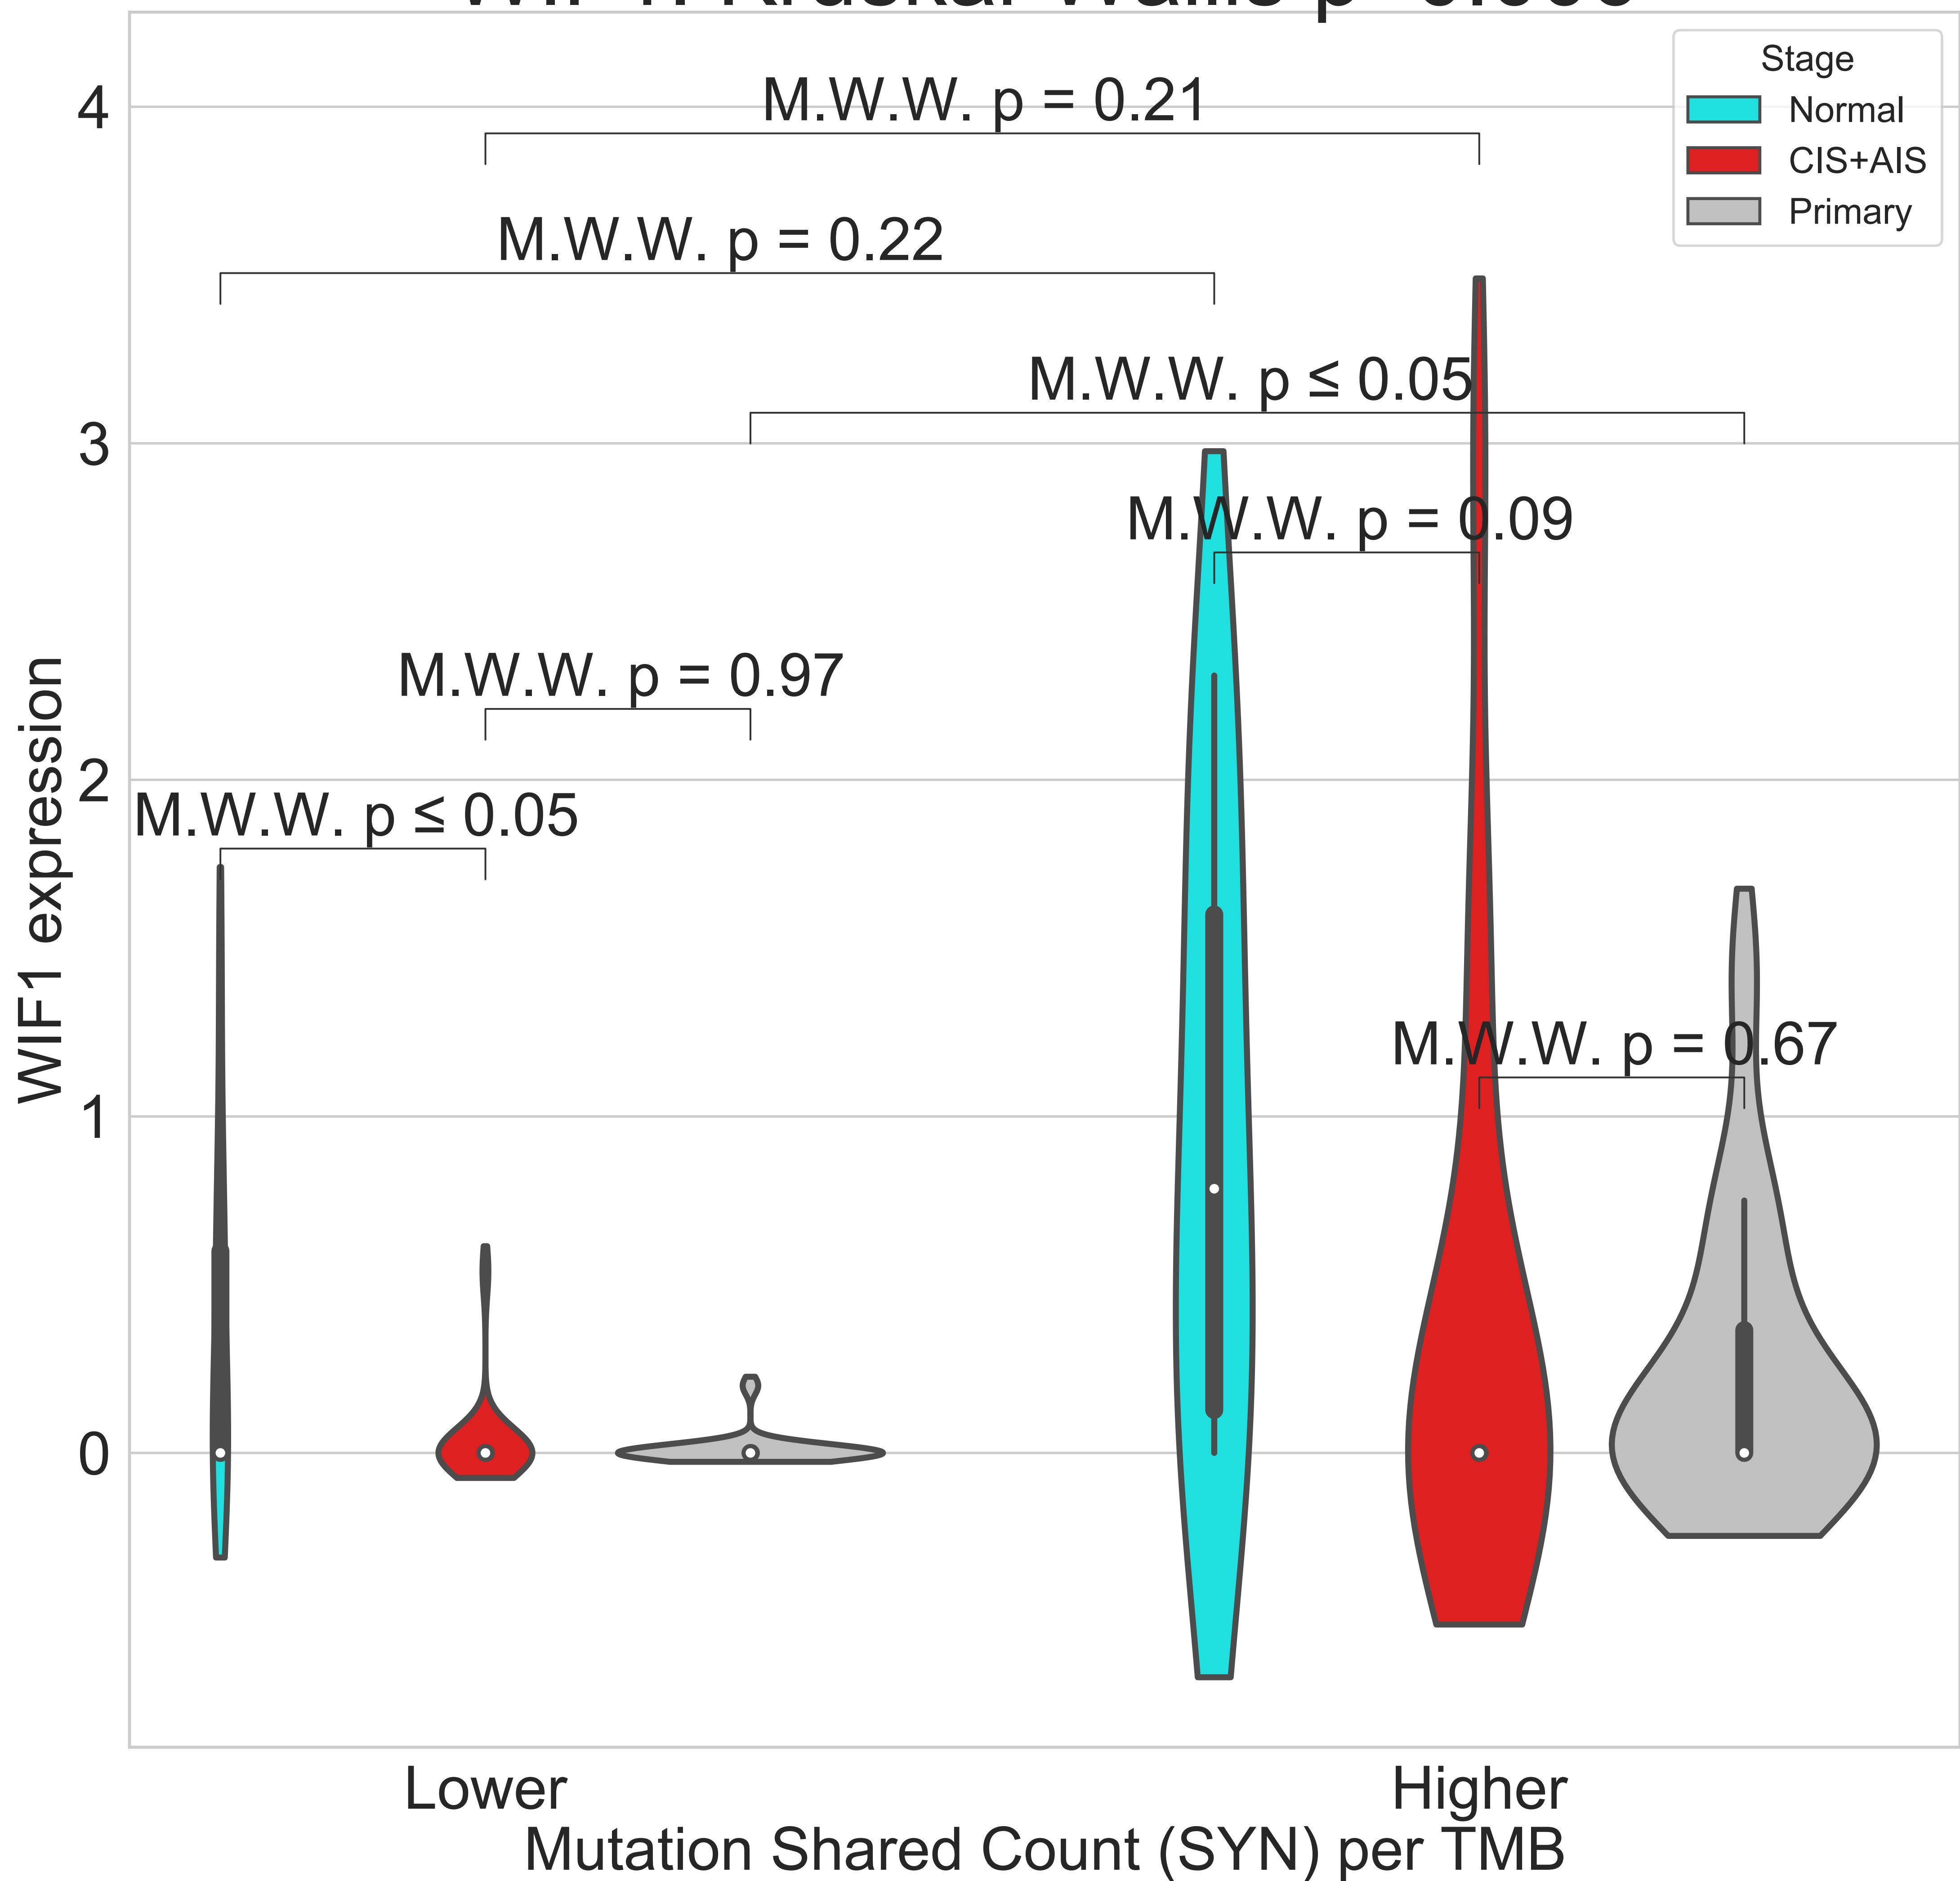 Stage
Normal
CIS+AIS
Primary
4
3
2
1
0
WIF1 expression
M.W.W. p = 0.21
M.W.W. p = 0.22
M.W.W. p ≤ 0.05
M.W.W. p = 0.09
M.W.W. p = 0.97
M.W.W. p ≤ 0.05
M.W.W. p = 0.67
Lower
Higher
Mutation Shared Count (SYN) per TMB